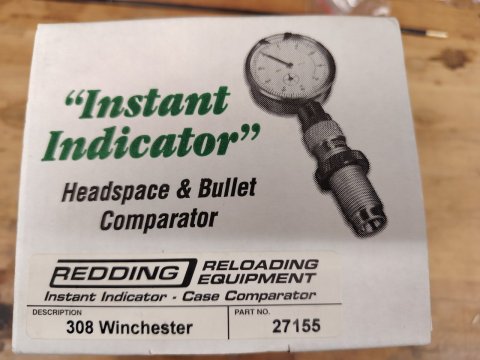 “Instant
Indicator”
Headspace & Bullet
Comparator
REDDING RELOADING
EQUIPMENT
Instant Indicator - Case Comparator
DESCRIPTION
308 Winchester
PART NO.
27155